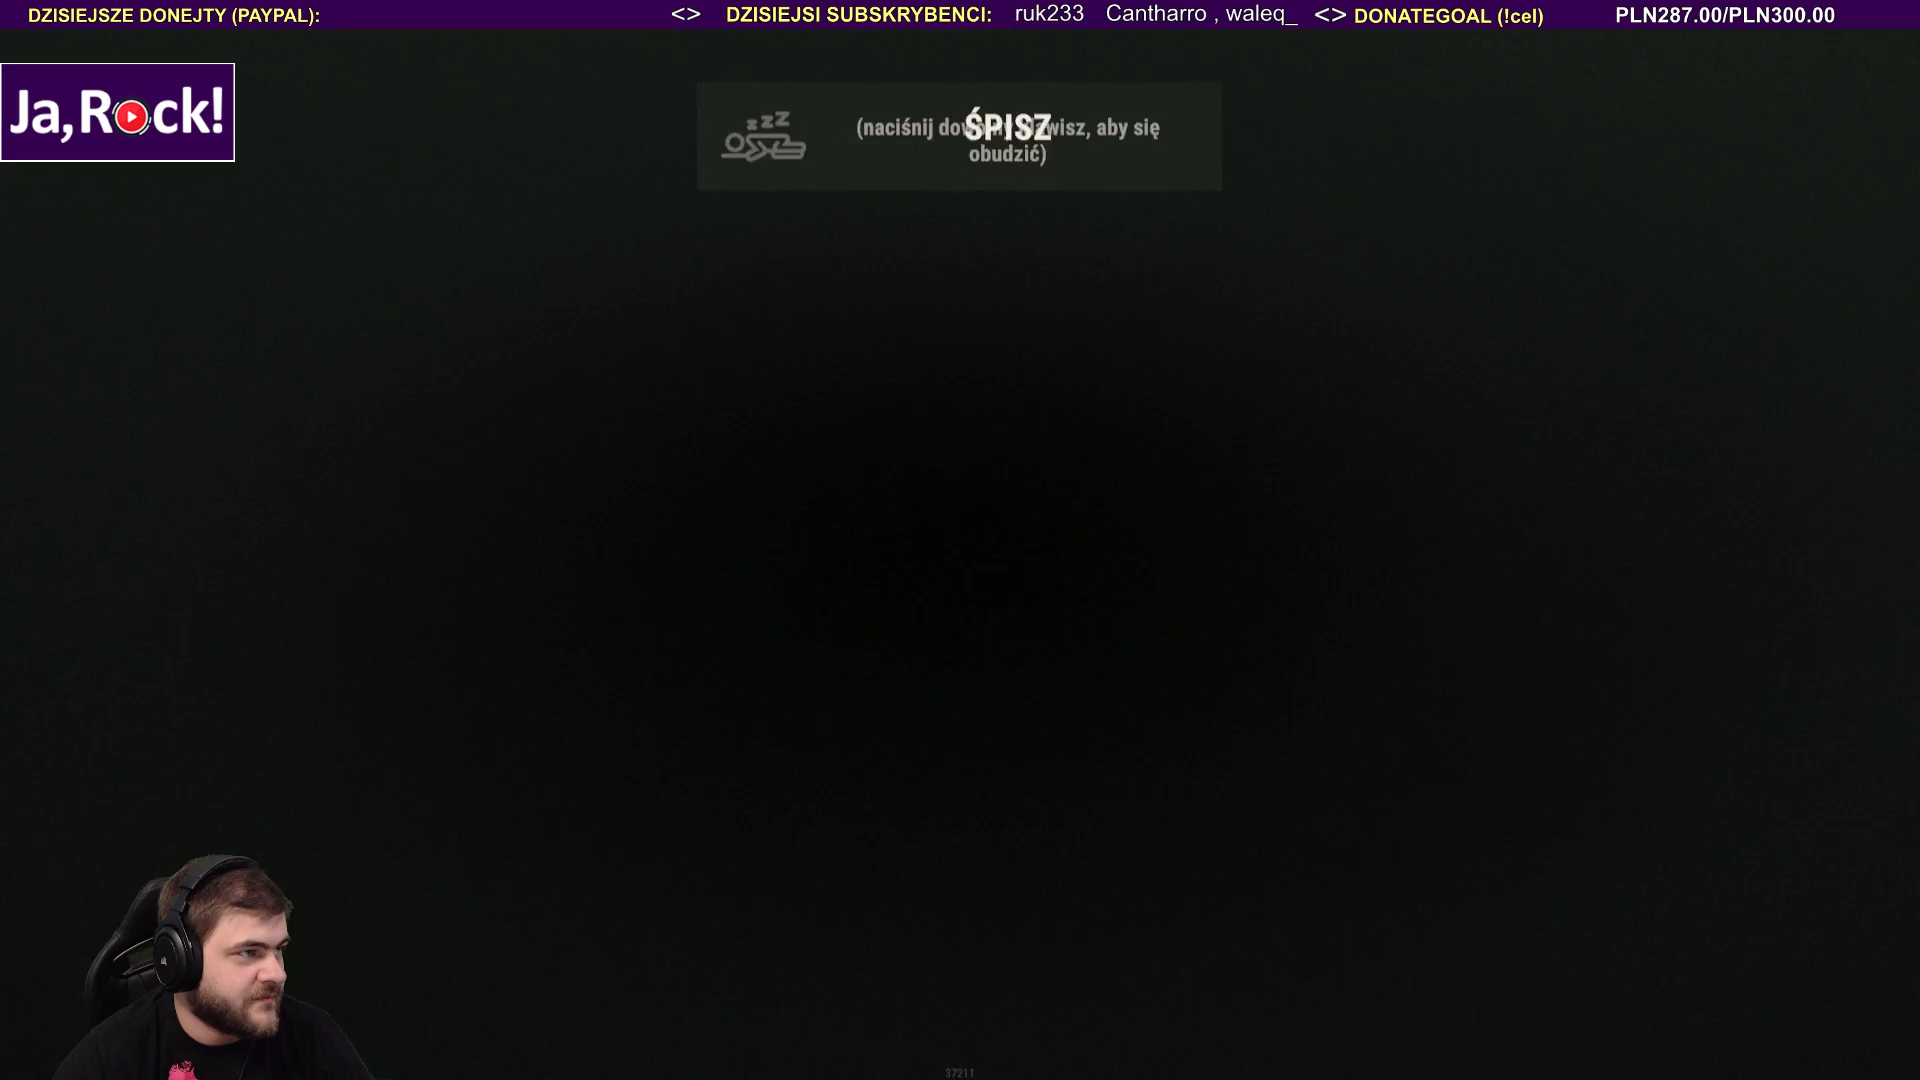 DZISIEJSZE DONEJTY (PAYPAL): <> DZISIEJSI SUBSKRYBENCI: ruk233 Cantharro , waleq_ <> DONATEGOAL (!cel) PLN287.00/PLN300.00
Ja,Rock!
ŚPISZ
(naciśnij aby się
obudzić)
37211